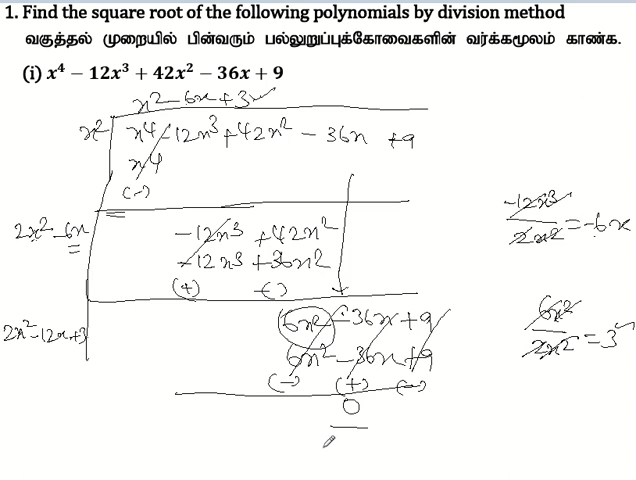 1. Find the square root of the following polynomials by division method
வகுத்தல் முறையில் பின்வரும் பல்லுறுப்புக்கோவைகளின் வர்க்கமூலம் காண்க.
(i) x⁴ − 12x³ + 42x² − 36x + 9
x² − 6x + 3
x² x⁴ − 12x³ + 42x² − 36x + 9
x⁴
(−)
2x² − 6x −12x³ + 42x²
−12x³ + 36x²
(+) (−)
−12x³ / 2x² = −6x
2x² − 12x + 3 6x² − 36x + 9
6x² − 36x + 9
(−) (+) (−)
0
6x² / 2x² = 3